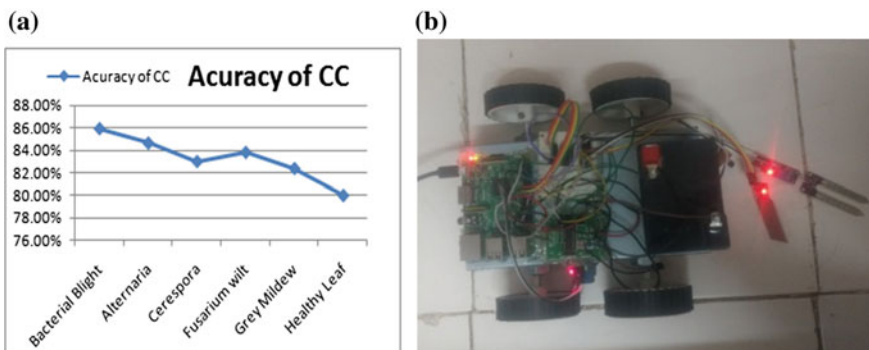 (a)
(b)
Acuracy of CC
Acuracy of CC
88.00%
86.00%
84.00%
82.00%
80.00%
78.00%
76.00%
Bacterial Blight
Alternaria
Cerespora
Fusarium wilt
Grey Mildew
Healthy Leaf